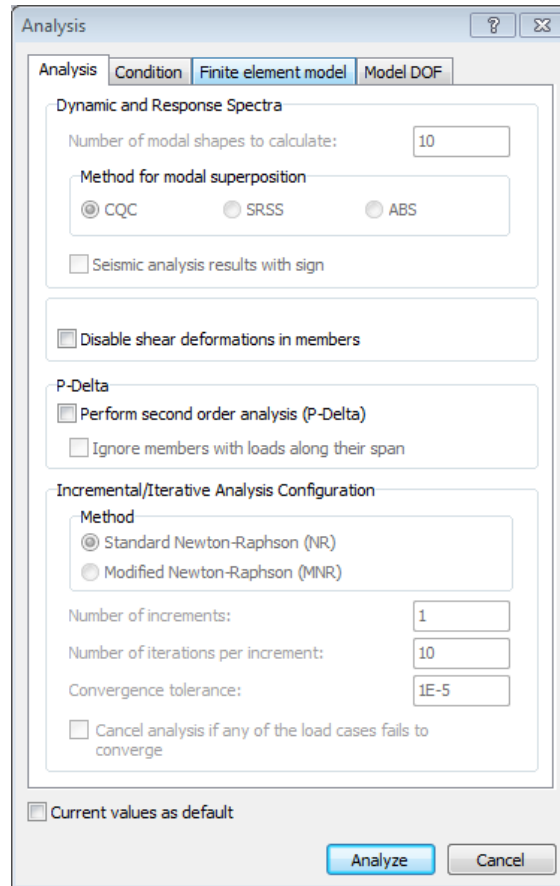 Analysis
Analysis Condition Finite element model Model DOF
Dynamic and Response Spectra
Number of modal shapes to calculate: 10
Method for modal superposition
CQC SRSS ABS
Seismic analysis results with sign
Disable shear deformations in members
P-Delta
Perform second order analysis (P-Delta)
Ignore members with loads along their span
Incremental/Iterative Analysis Configuration
Method
Standard Newton-Raphson (NR)
Modified Newton-Raphson (MNR)
Number of increments: 1
Number of iterations per increment: 10
Convergence tolerance: 1E-5
Cancel analysis if any of the load cases fails to
converge
Current values as default
Analyze Cancel